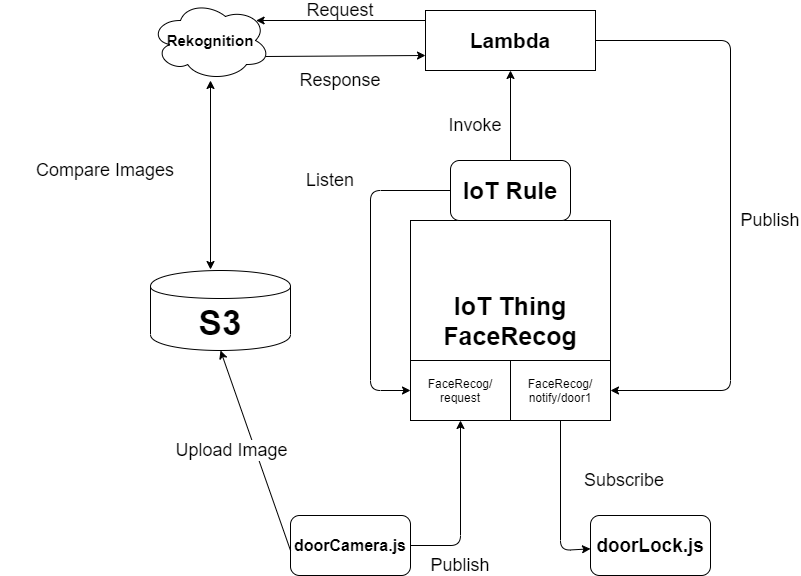 Request
Rekognition
Lambda
Response
Invoke
Compare Images
Listen
IoT Rule
Publish
IoT Thing
FaceRecog
S3
FaceRecog/
request
FaceRecog/
notify/door1
Upload Image
Subscribe
doorCamera.js
doorLock.js
Publish